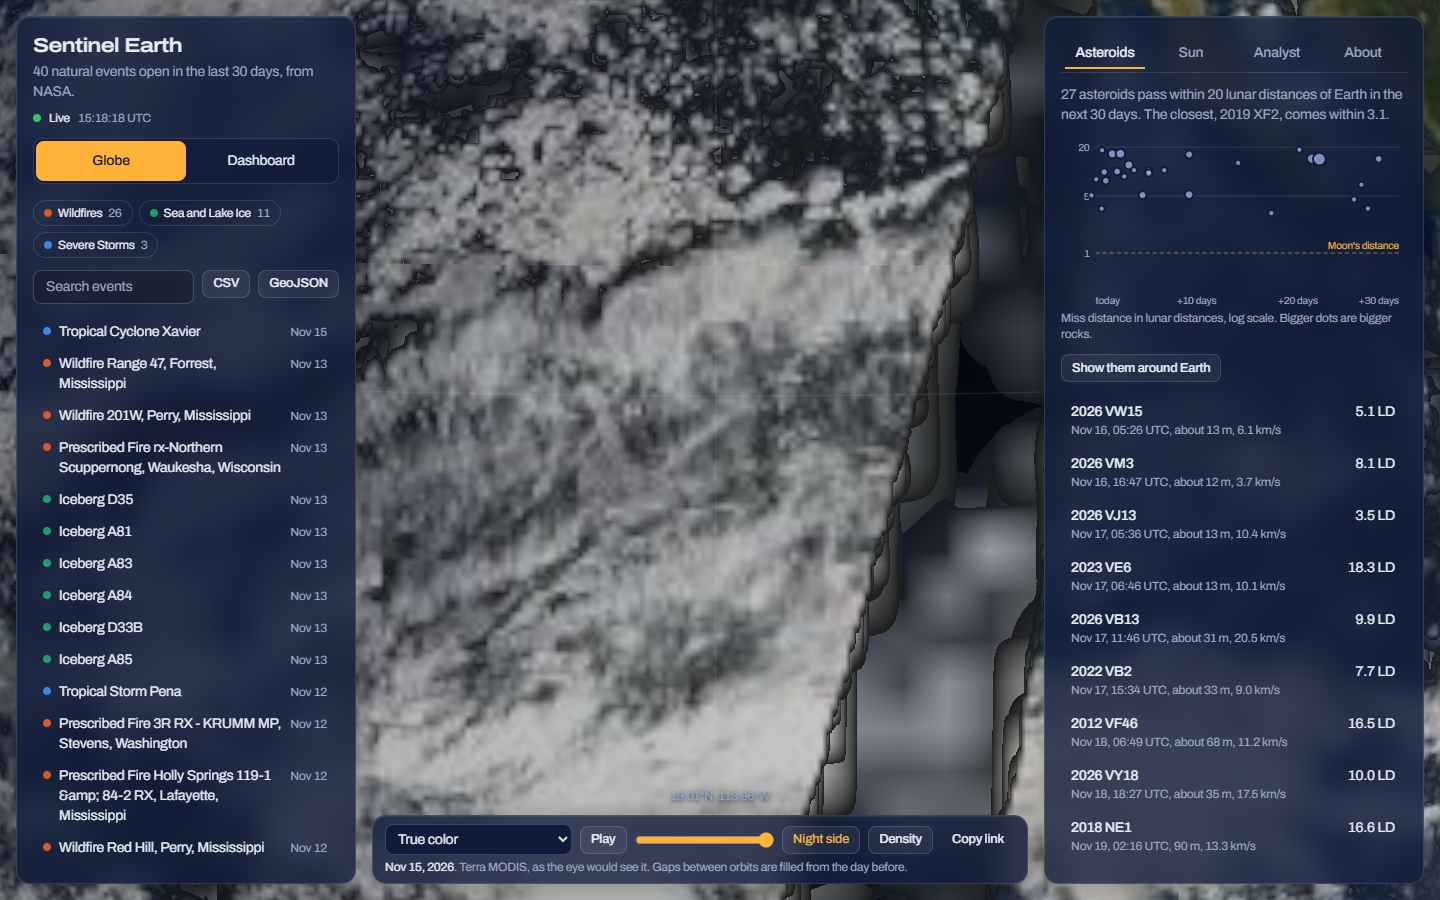 Sentinel Earth
40 natural events open in the last 30 days, from
NASA.
Live 15:18:18 UTC
Globe Dashboard
Wildfires 26 Sea and Lake Ice 11
Severe Storms 3
Search events CSV GeoJSON
Tropical Cyclone Xavier Nov 15
Wildfire Range 47, Forrest, Nov 13
Mississippi
Wildfire 201W, Perry, Mississippi Nov 13
Prescribed Fire rx-Northern Nov 13
Scuppernong, Waukesha, Wisconsin
Iceberg D35 Nov 13
Iceberg A81 Nov 13
Iceberg A83 Nov 13
Iceberg A84 Nov 13
Iceberg D33B Nov 13
Iceberg A85 Nov 13
Tropical Storm Pena Nov 12
Prescribed Fire 3R RX - KRUMM MP, Nov 12
Stevens, Washington
Prescribed Fire Holly Springs 119-1 Nov 12
&amp; 84-2 RX, Lafayette,
Mississippi
Wildfire Red Hill, Perry, Mississippi Nov 12
18.01°N, 113.96°W
True color Play Night side Density Copy link
Nov 15, 2026. Terra MODIS, as the eye would see it. Gaps between orbits are filled from the day before.
Asteroids Sun Analyst About
27 asteroids pass within 20 lunar distances of Earth in the
next 30 days. The closest, 2019 XF2, comes within 3.1.
20
5
Moon's distance
1
today +10 days +20 days +30 days
Miss distance in lunar distances, log scale. Bigger dots are bigger
rocks.
Show them around Earth
2026 VW15 5.1 LD
Nov 16, 05:26 UTC, about 13 m, 6.1 km/s
2026 VM3 8.1 LD
Nov 16, 16:47 UTC, about 12 m, 3.7 km/s
2026 VJ13 3.5 LD
Nov 17, 05:36 UTC, about 13 m, 10.4 km/s
2023 VE6 18.3 LD
Nov 17, 06:46 UTC, about 13 m, 10.1 km/s
2026 VB13 9.9 LD
Nov 17, 11:46 UTC, about 31 m, 20.5 km/s
2022 VB2 7.7 LD
Nov 17, 15:34 UTC, about 33 m, 9.0 km/s
2012 VF46 16.5 LD
Nov 18, 06:49 UTC, about 68 m, 11.2 km/s
2026 VY18 10.0 LD
Nov 18, 18:27 UTC, about 35 m, 17.5 km/s
2018 NE1 16.6 LD
Nov 19, 02:16 UTC, 90 m, 13.3 km/s